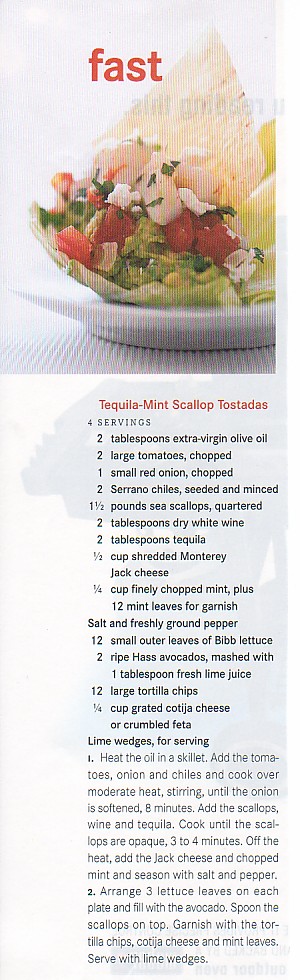 fast
u reading this
Tequila-Mint Scallop Tostadas
4 SERVINGS
2 tablespoons extra-virgin olive oil
2 large tomatoes, chopped
1 small red onion, chopped
2 Serrano chiles, seeded and minced
1½ pounds sea scallops, quartered
2 tablespoons dry white wine
2 tablespoons tequila
½ cup shredded Monterey
Jack cheese
¼ cup finely chopped mint, plus
12 mint leaves for garnish
Salt and freshly ground pepper
12 small outer leaves of Bibb lettuce
2 ripe Hass avocados, mashed with
1 tablespoon fresh lime juice
12 large tortilla chips
¼ cup grated cotija cheese
or crumbled feta
Lime wedges, for serving
1. Heat the oil in a skillet. Add the toma-
toes, onion and chiles and cook over
moderate heat, stirring, until the onion
is softened, 8 minutes. Add the scallops,
wine and tequila. Cook until the scal-
lops are opaque, 3 to 4 minutes. Off the
heat, add the Jack cheese and chopped
mint and season with salt and pepper.
2. Arrange 3 lettuce leaves on each
plate and fill with the avocado. Spoon the
scallops on top. Garnish with the tor-
tilla chips, cotija cheese and mint leaves.
Serve with lime wedges.